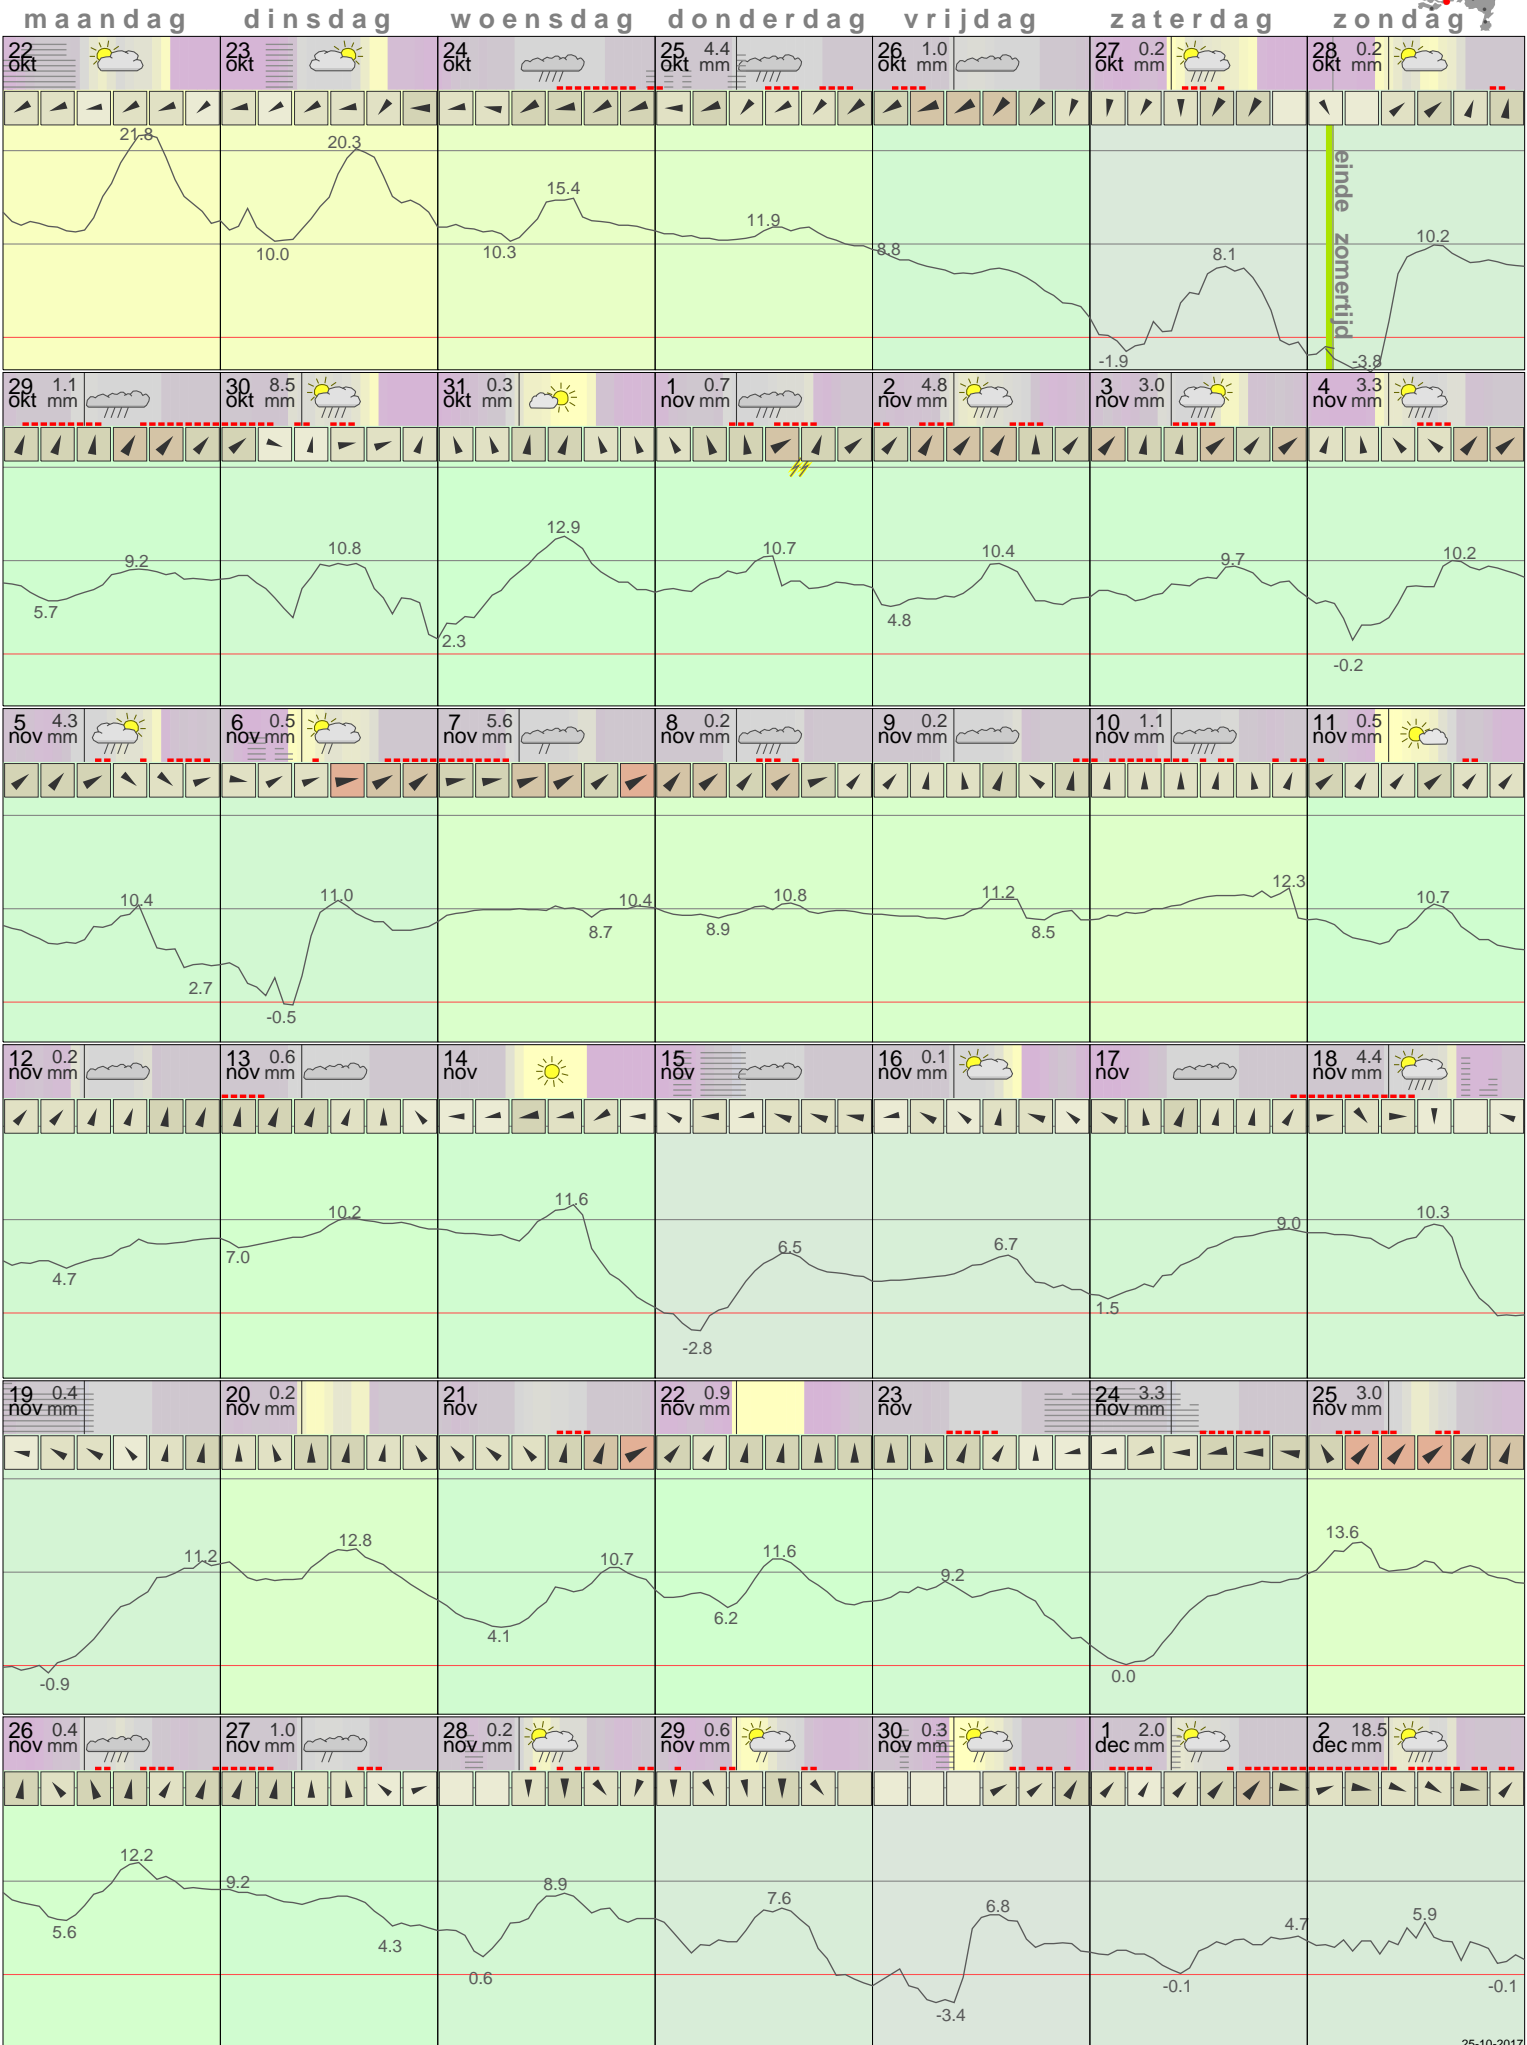 maandag dinsdag woensdag donderdag vrijdag zaterdag zondag
22 23 24 25 4.4 26 1.0 27 0.2 28 0.2
okt okt okt okt mm okt mm okt mm okt mm
21.8 20.3 15.4 11.9 8.8 8.1 10.2
10.0 10.3 -1.9 -3.8
einde zomertijd
29 1.1 30 8.5 31 0.3 1 0.7 2 4.8 3 3.0 4 3.3
okt mm okt mm okt mm nov mm nov mm nov mm nov mm
9.2 10.8 12.9 10.7 10.4 9.7 10.2
5.7 2.3 4.8 -0.2
5 4.3 6 0.5 7 5.6 8 0.2 9 0.2 10 1.1 11 0.5
nov mm nov mm nov mm nov mm nov mm nov mm nov mm
10.4 11.0 10.4 10.8 11.2 12.3 10.7
2.7 -0.5 8.7 8.9 8.5
12 0.2 13 0.6 14 15 16 0.1 17 18 4.4
nov mm nov mm nov nov nov mm nov nov mm
10.2 11.6 6.5 6.7 9.0 10.3
4.7 7.0 -2.8 1.5
19 0.4 20 0.2 21 22 0.9 23 24 3.3 25 3.0
nov mm nov mm nov nov mm nov nov mm nov mm
11.2 12.8 10.7 11.6 9.2 13.6
-0.9 4.1 6.2 0.0
26 0.4 27 1.0 28 0.2 29 0.6 30 0.3 1 2.0 2 18.5
nov mm nov mm nov mm nov mm nov mm dec mm dec mm
12.2 9.2 8.9 7.6 6.8 4.7 5.9
5.6 4.3 0.6 -3.4 -0.1 -0.1
25-10-2017